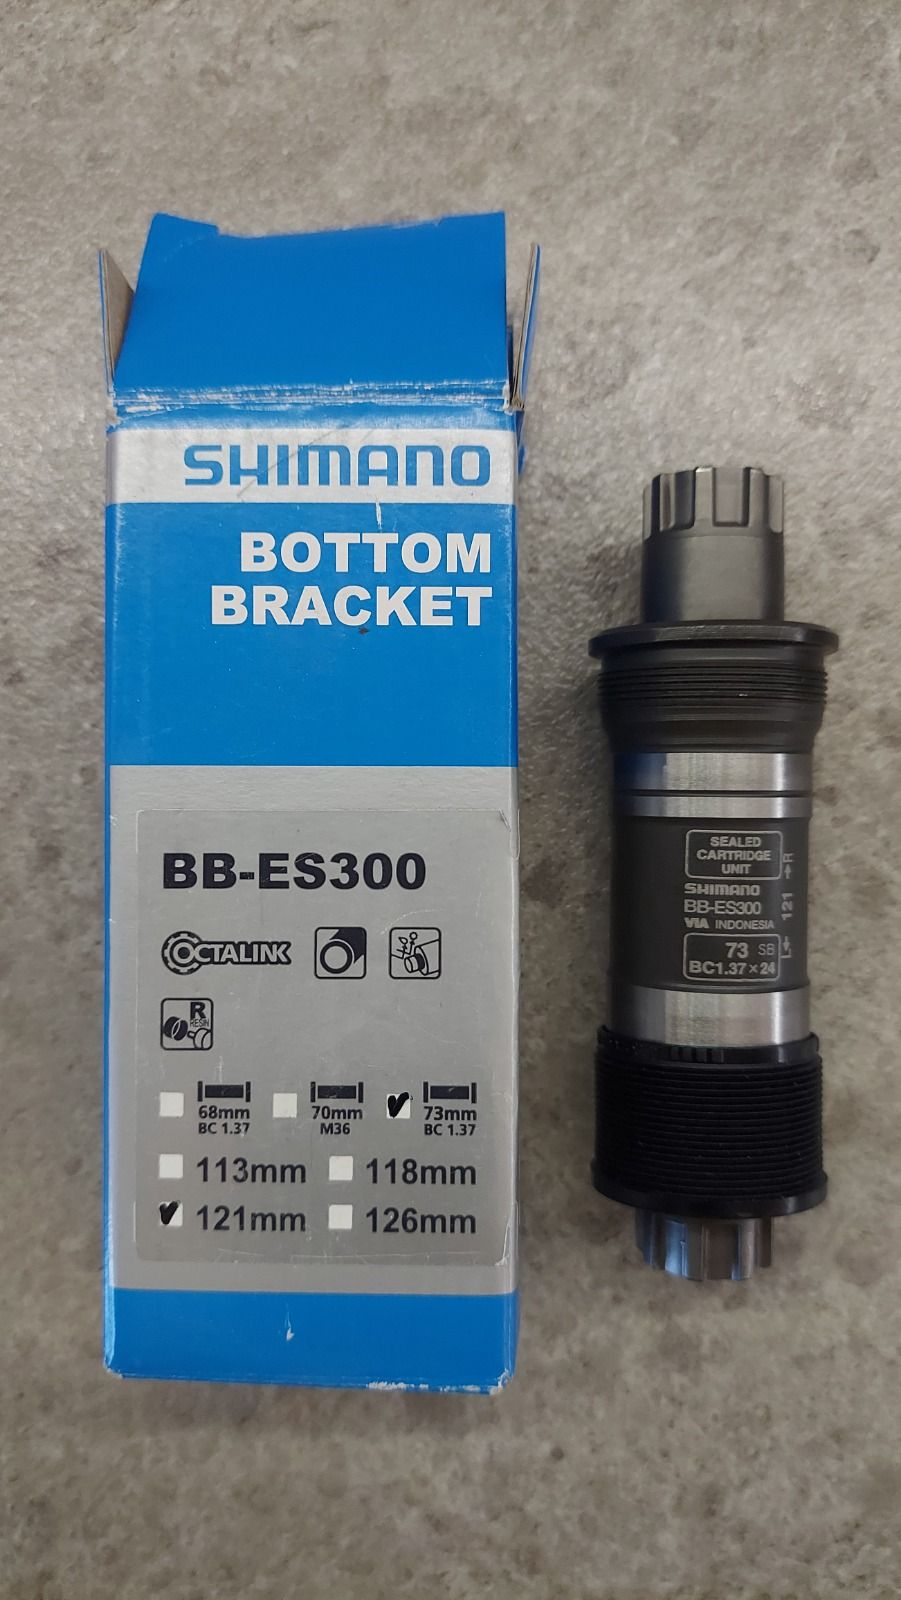 SHIMANO
BOTTOM
BRACKET
BB-ES300
OCTALINK
R
RESIN
68mm
BC 1.37
70mm
M36
73mm
BC 1.37
113mm
118mm
121mm
126mm
SEALED
CARTRIDGE
UNIT
SHIMANO
BB-ES300
VIA INDONESIA
73 SB
BC1.37×24
L← 121 →R